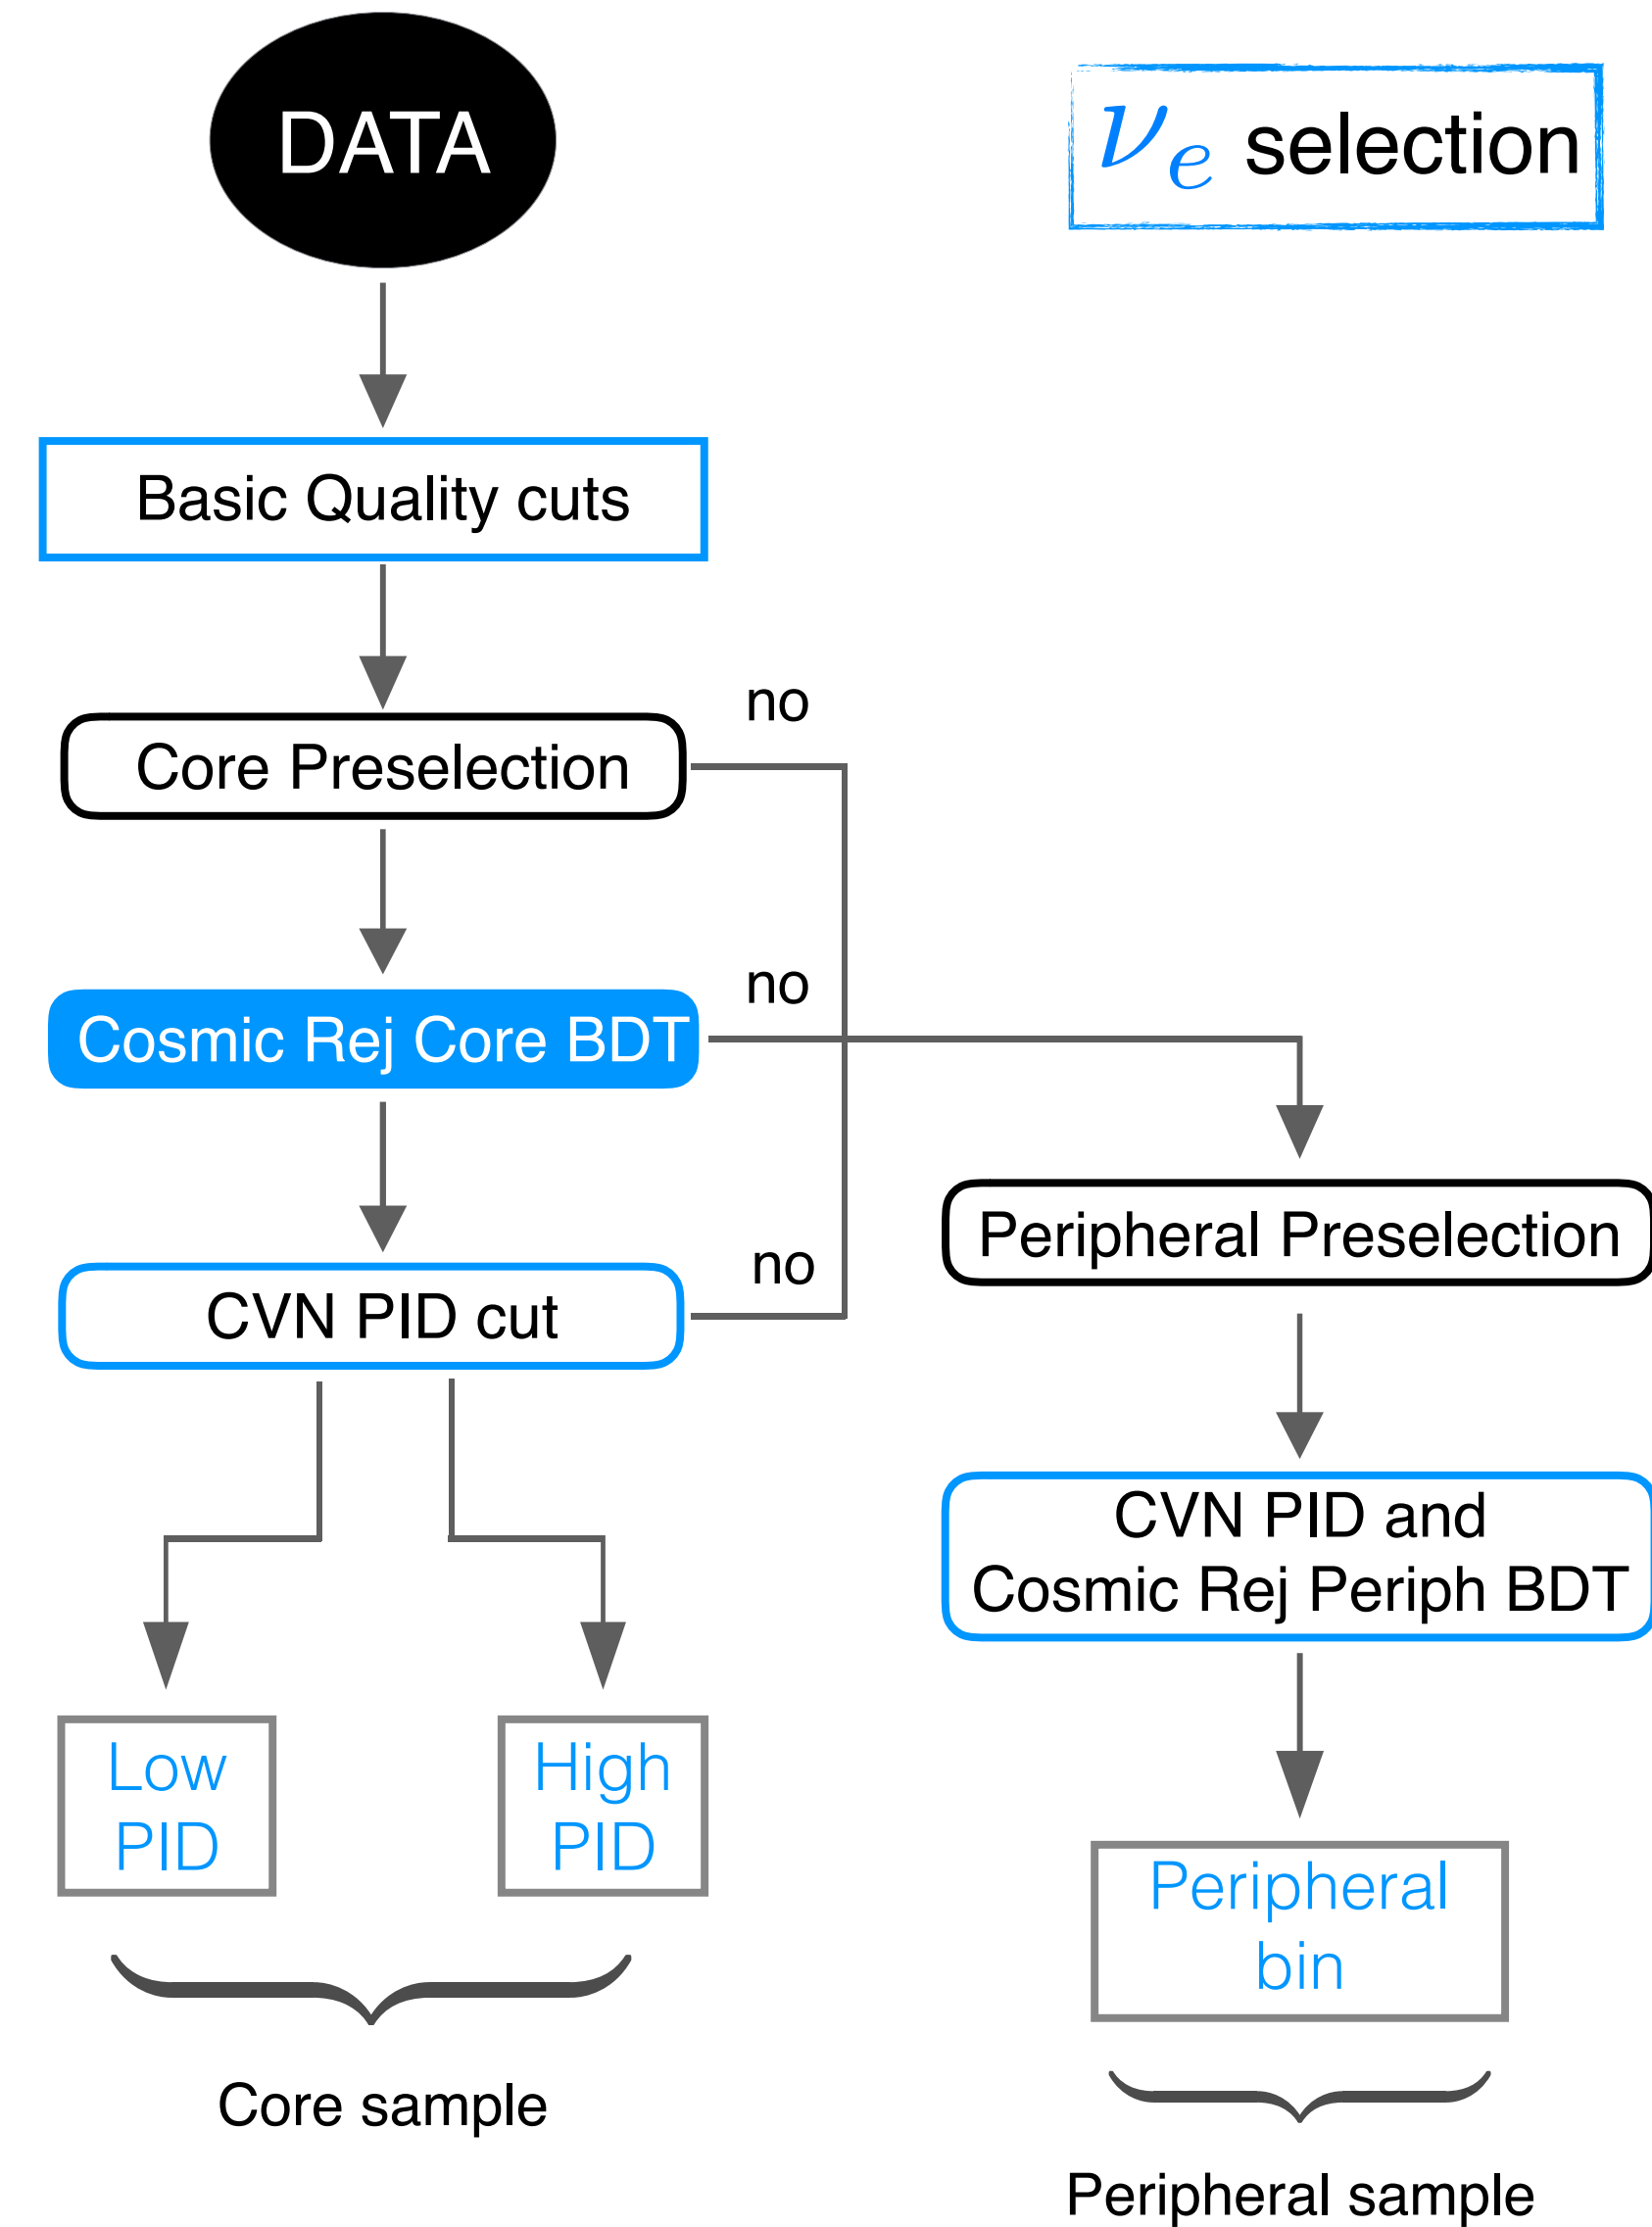 DATA
νₑ selection
Basic Quality cuts
no
Core Preselection
no
Cosmic Rej Core BDT
no
CVN PID cut
Peripheral Preselection
CVN PID and
Cosmic Rej Periph BDT
Low
PID
High
PID
Peripheral
bin
Core sample
Peripheral sample